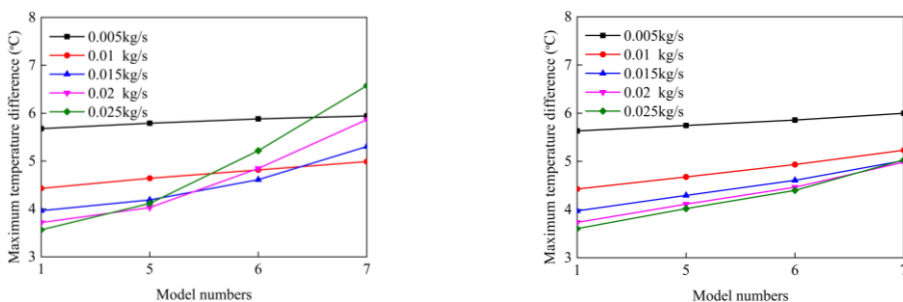 8
7
6
5
4
3
Maximum temperature difference (°C)
0.005kg/s
0.01 kg/s
0.015kg/s
0.02 kg/s
0.025kg/s
1
5
6
7
Model numbers
8
7
6
5
4
3
Maximum temperature difference (°C)
0.005kg/s
0.01 kg/s
0.015kg/s
0.02 kg/s
0.025kg/s
1
5
6
7
Model numbers